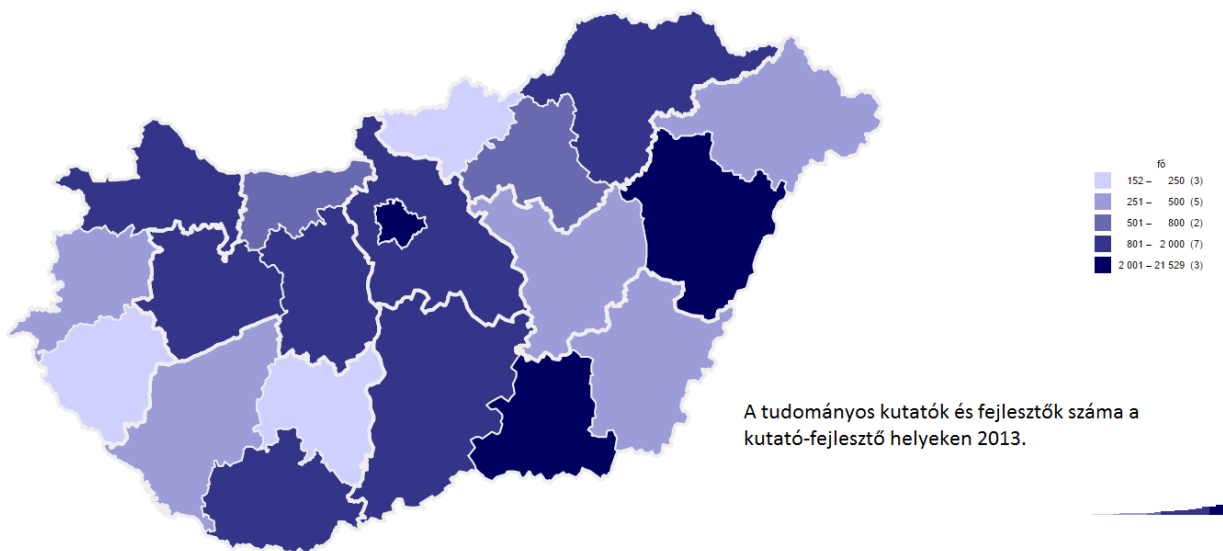 fő
152 – 250 (3)
251 – 500 (5)
501 – 800 (2)
801 – 2 000 (7)
2 001 – 21 529 (3)
A tudományos kutatók és fejlesztők száma a
kutató-fejlesztő helyeken 2013.